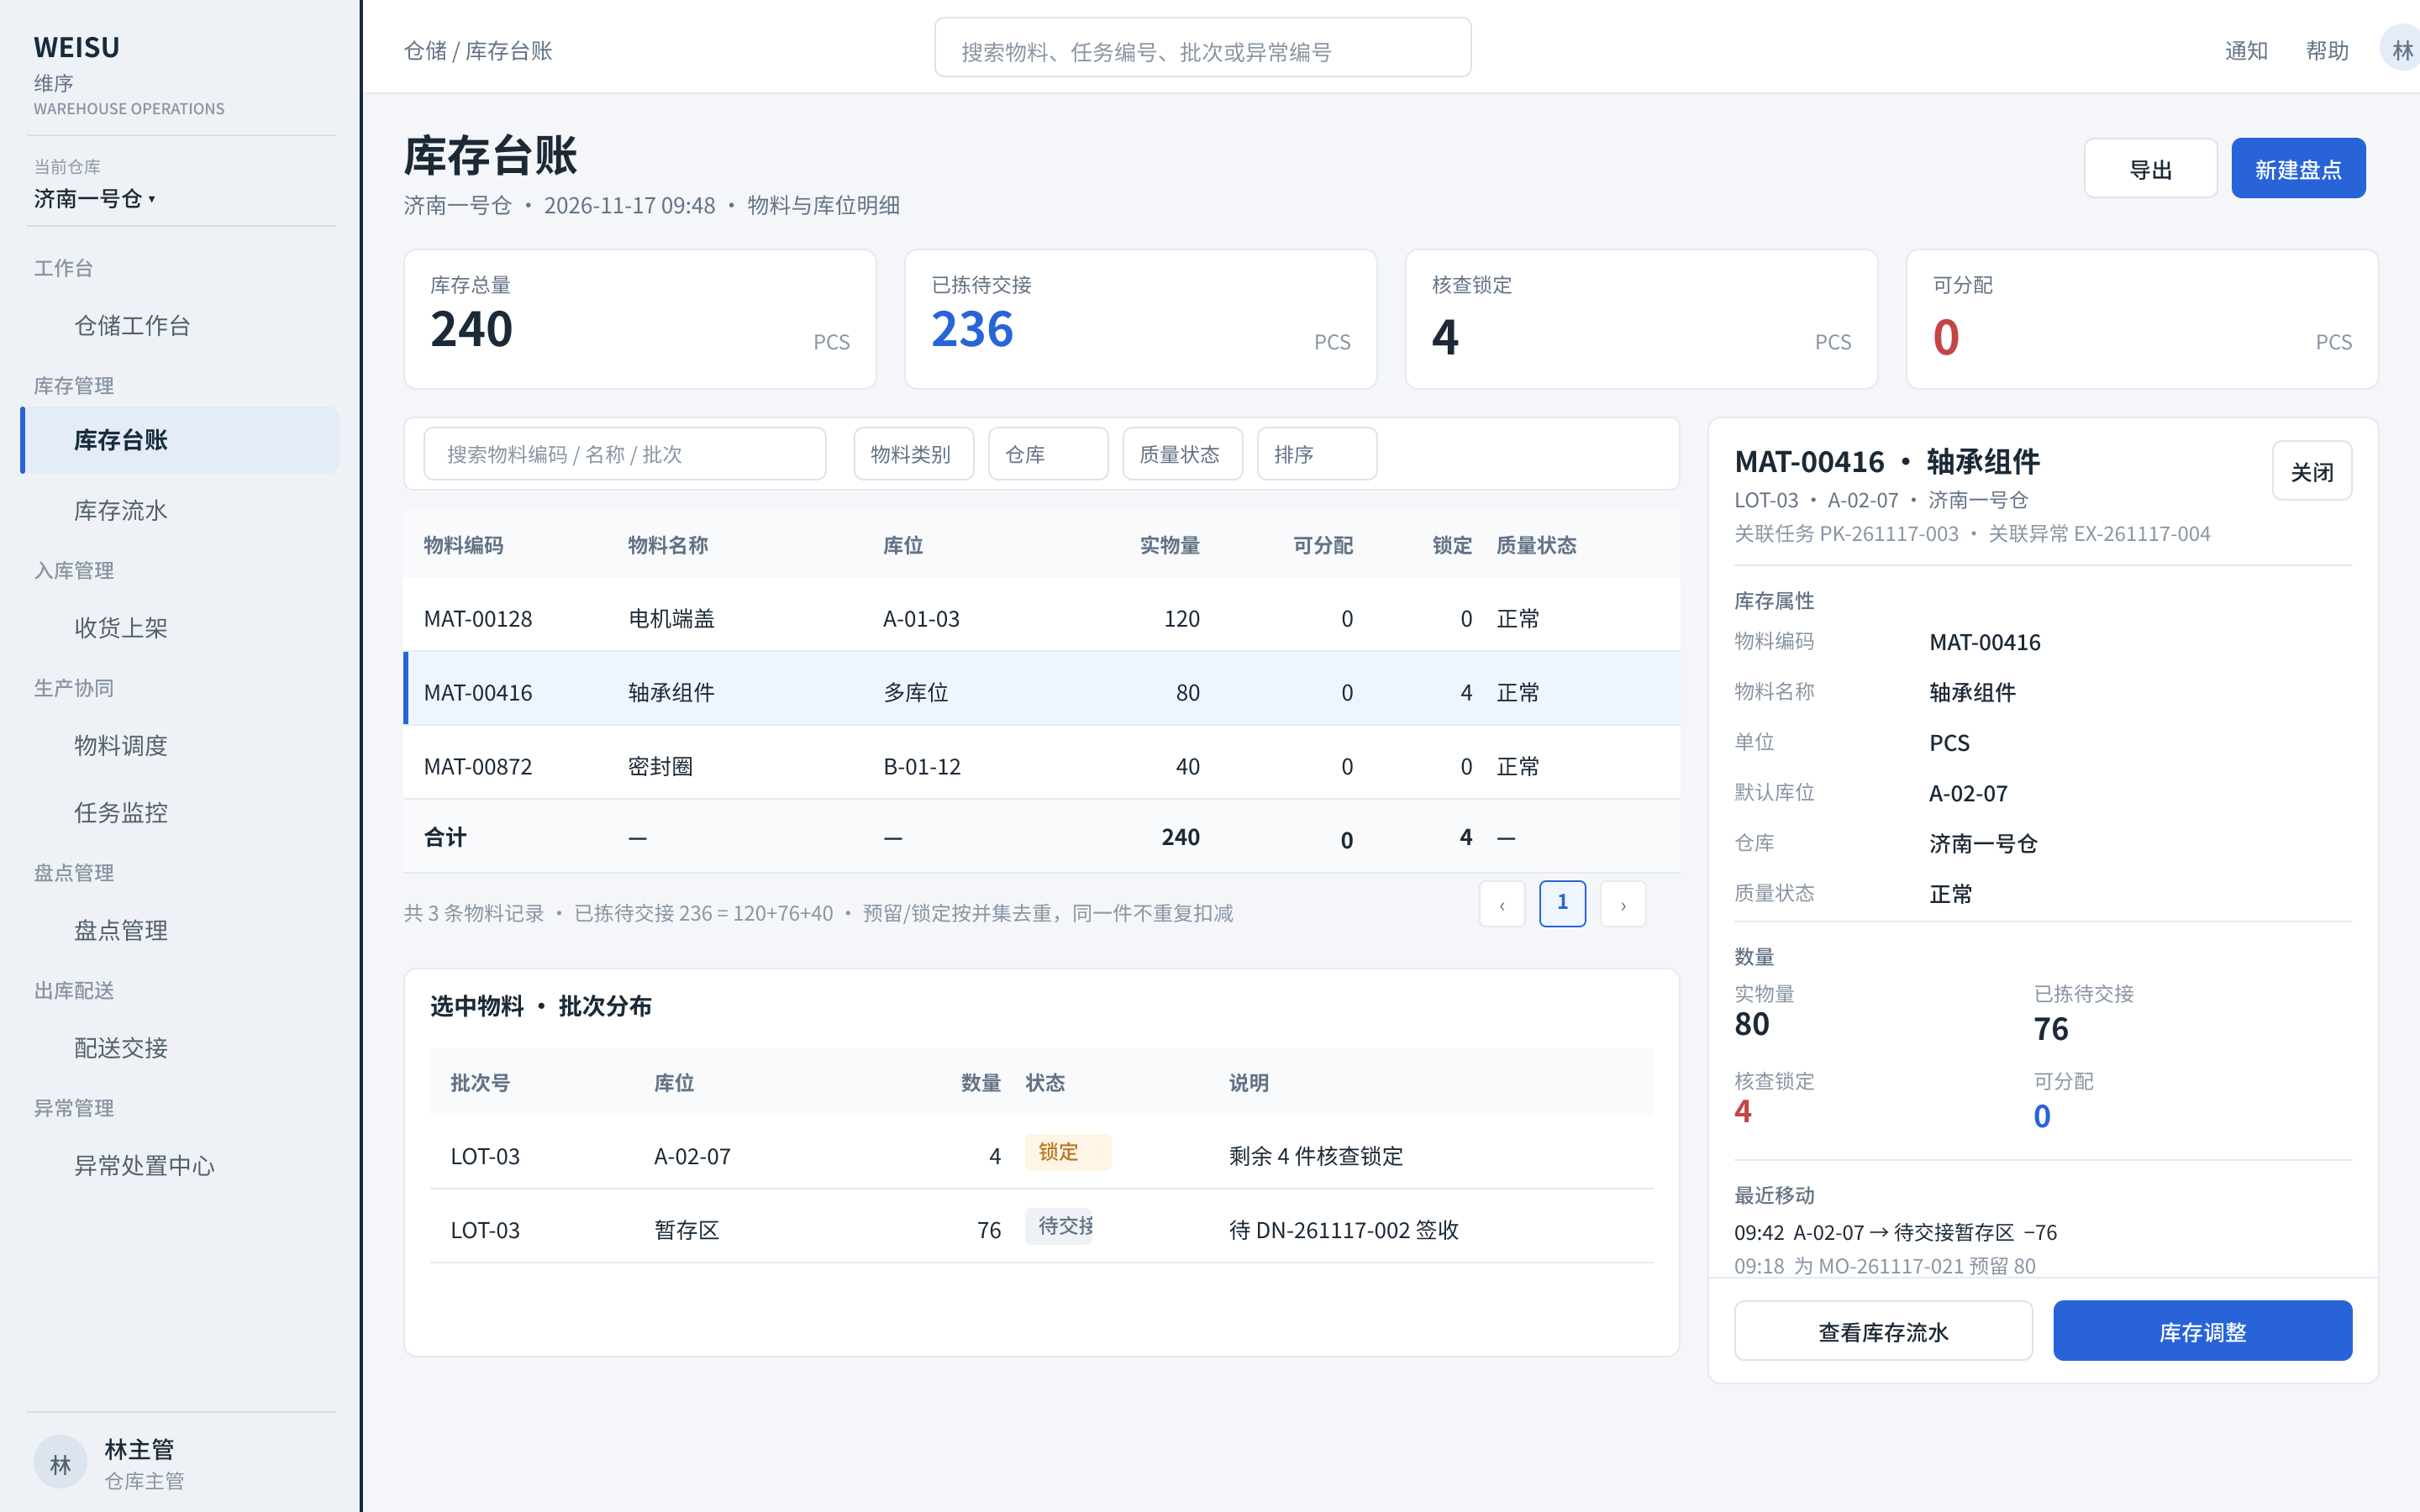 WEISU
维序
WAREHOUSE OPERATIONS
当前仓库
济南一号仓 ▾
工作台
仓储工作台
库存管理
库存台账
库存流水
入库管理
收货上架
生产协同
物料调度
任务监控
盘点管理
盘点管理
出库配送
配送交接
异常管理
异常处置中心
林
林主管
仓库主管
仓储 / 库存台账
搜索物料、任务编号、批次或异常编号
通知 帮助 林
库存台账
济南一号仓 · 2026-11-17 09:48 · 物料与库位明细
导出 新建盘点
库存总量
240 PCS
已拣待交接
236 PCS
核查锁定
4 PCS
可分配
0 PCS
搜索物料编码 / 名称 / 批次 物料类别 仓库 质量状态 排序
物料编码 物料名称 库位 实物量 可分配 锁定 质量状态
MAT-00128 电机端盖 A-01-03 120 0 0 正常
MAT-00416 轴承组件 多库位 80 0 4 正常
MAT-00872 密封圈 B-01-12 40 0 0 正常
合计 — — 240 0 4 —
共 3 条物料记录 · 已拣待交接 236 = 120+76+40 · 预留/锁定按并集去重，同一件不重复扣减
‹ 1 ›
选中物料 · 批次分布
批次号 库位 数量 状态 说明
LOT-03 A-02-07 4 锁定 剩余 4 件核查锁定
LOT-03 暂存区 76 待交接 待 DN-261117-002 签收
MAT-00416 · 轴承组件
关闭
LOT-03 · A-02-07 · 济南一号仓
关联任务 PK-261117-003 · 关联异常 EX-261117-004
库存属性
物料编码 MAT-00416
物料名称 轴承组件
单位 PCS
默认库位 A-02-07
仓库 济南一号仓
质量状态 正常
数量
实物量 已拣待交接
80 76
核查锁定 可分配
4 0
最近移动
09:42 A-02-07 → 待交接暂存区 −76
09:18 为 MO-261117-021 预留 80
查看库存流水 库存调整